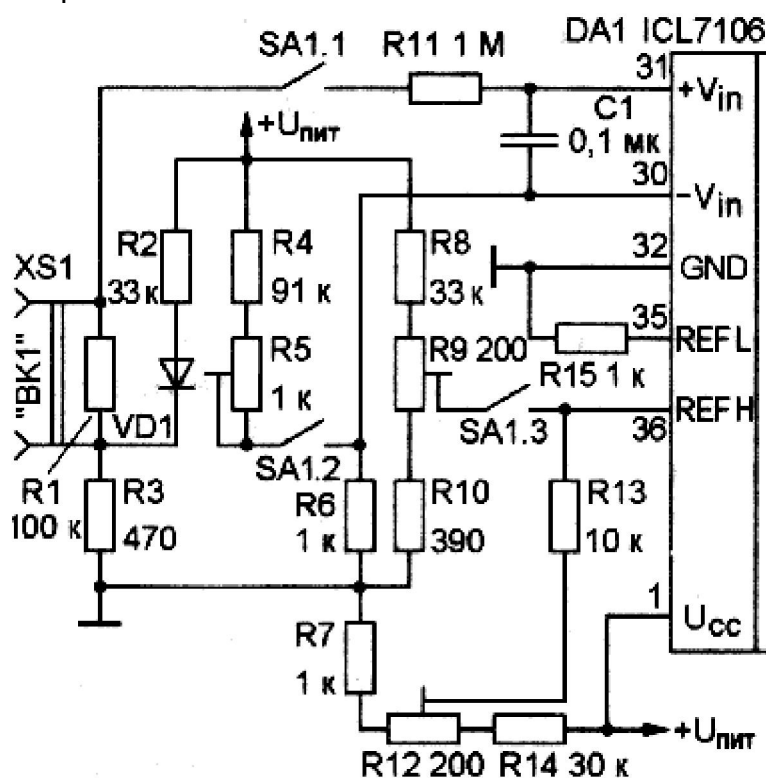 DA1 ICL7106
SA1.1
R11 1 M
31
+Vin
C1
0,1 мк
+Uпит
30
-Vin
R2
33 к
R4
91 к
R8
33 к
32
GND
XS1
"BK1"
R5
1 к
R9 200
35
REF L
R15 1 к
VD1
SA1.2
SA1.3
REF H
36
R1
100 к
R3
470
R6
1 к
R10
390
R13
10 к
1
Ucc
R7
1 к
+Uпит
R12 200
R14 30 к